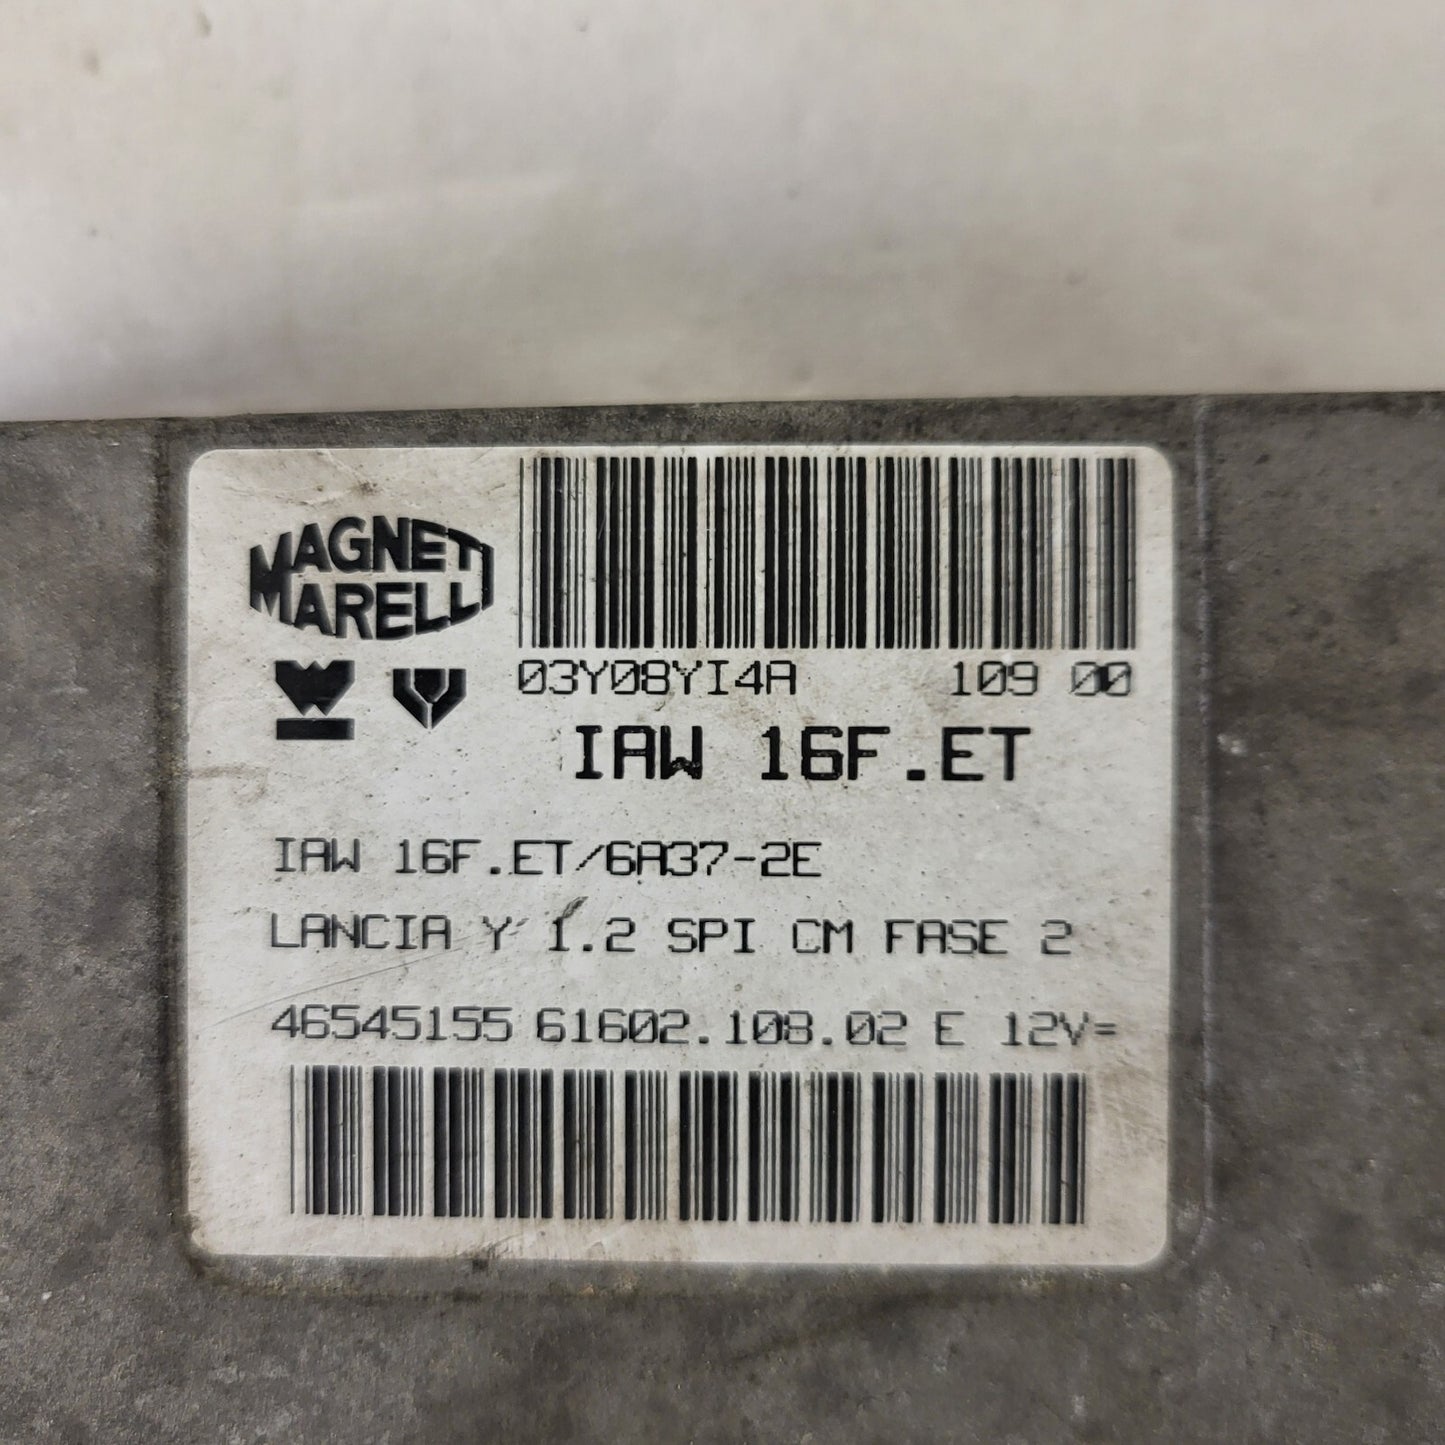 MAGNETI
MARELLI
03Y08YI4A 109 00
IAW 16F.ET
IAW 16F.ET/6A37-2E
LANCIA Y 1.2 SPI CM FASE 2
46545155 61602.108.02 E 12V=